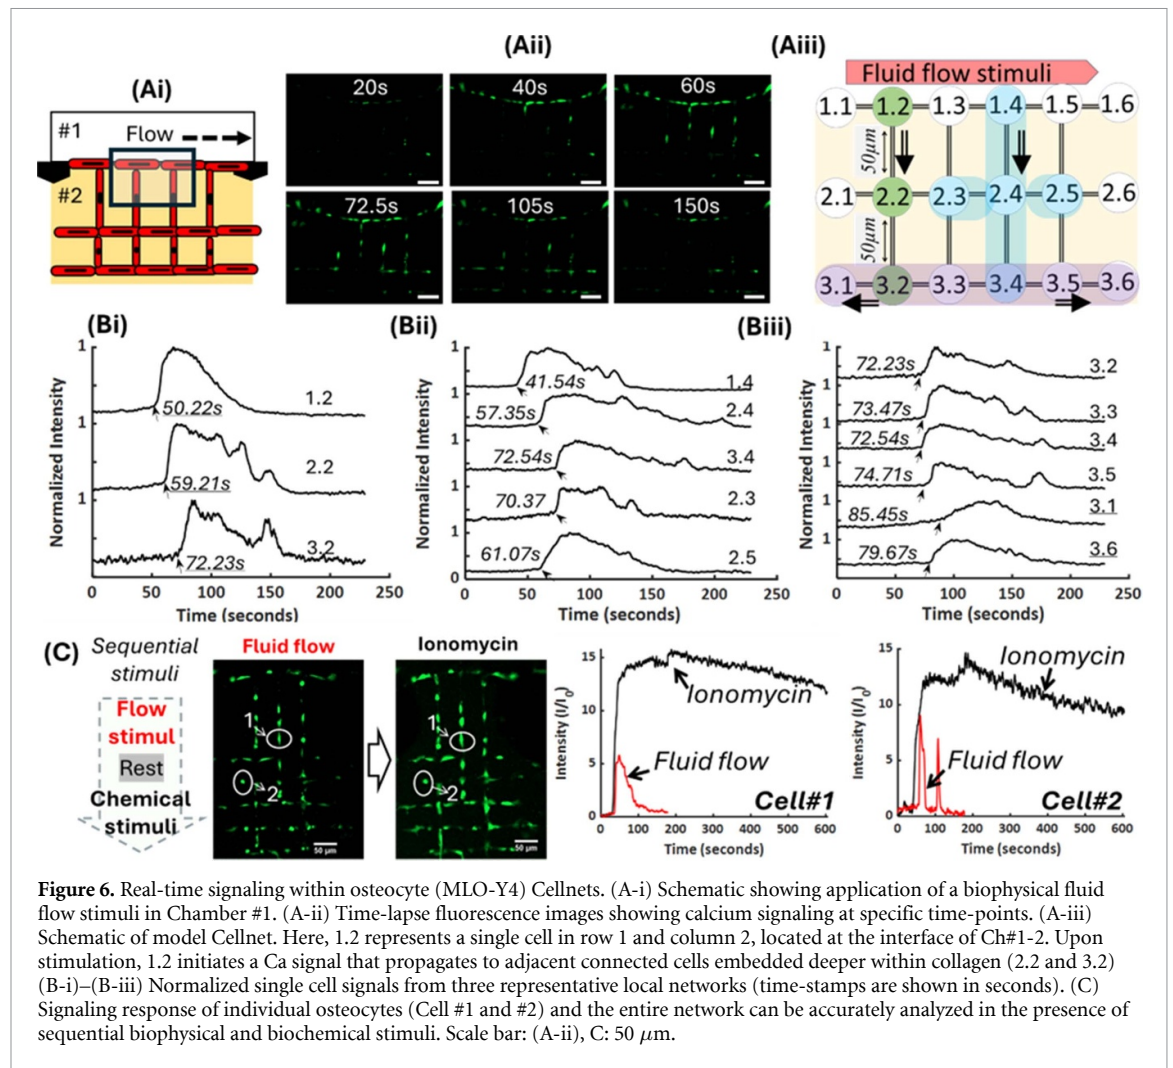 (Ai)
#1
Flow
#2
(Aii)
20s
40s
60s
72.5s
105s
150s
(Aiii)
Fluid flow stimuli
1.1 1.2 1.3 1.4 1.5 1.6
50µm
2.1 2.2 2.3 2.4 2.5 2.6
50µm
3.1 3.2 3.3 3.4 3.5 3.6
(Bi)
Normalized Intensity
1
1
1
50.22s
1.2
59.21s
2.2
72.23s
3.2
0 50 100 150 200 250
Time (seconds)
(Bii)
Normalized Intensity
1
1
1
1
1
0
41.54s
1.4
57.35s
2.4
72.54s
3.4
70.37
2.3
61.07s
2.5
0 50 100 150 200 250
Time (seconds)
(Biii)
Normalized Intensity
1
1
1
1
1
1
72.23s
3.2
73.47s
3.3
72.54s
3.4
74.71s
3.5
85.45s
3.1
79.67s
3.6
0 50 100 150 200 250
Time (seconds)
(C)
Sequential
stimuli
Flow
stimul
Rest
Chemical
stimuli
Fluid flow
1
2
50 µm
Ionomycin
1
2
50 µm
Intensity (I/I0)
15
10
5
0
Ionomycin
Fluid flow
Cell#1
0 100 200 300 400 500 600
Time (seconds)
Intensity (I/I0)
15
10
5
0
Ionomycin
Fluid flow
Cell#2
0 100 200 300 400 500 600
Time (seconds)
Figure 6. Real-time signaling within osteocyte (MLO-Y4) Cellnets. (A-i) Schematic showing application of a biophysical fluid
flow stimuli in Chamber #1. (A-ii) Time-lapse fluorescence images showing calcium signaling at specific time-points. (A-iii)
Schematic of model Cellnet. Here, 1.2 represents a single cell in row 1 and column 2, located at the interface of Ch#1-2. Upon
stimulation, 1.2 initiates a Ca signal that propagates to adjacent connected cells embedded deeper within collagen (2.2 and 3.2)
(B-i)–(B-iii) Normalized single cell signals from three representative local networks (time-stamps are shown in seconds). (C)
Signaling response of individual osteocytes (Cell #1 and #2) and the entire network can be accurately analyzed in the presence of
sequential biophysical and biochemical stimuli. Scale bar: (A-ii), C: 50 µm.